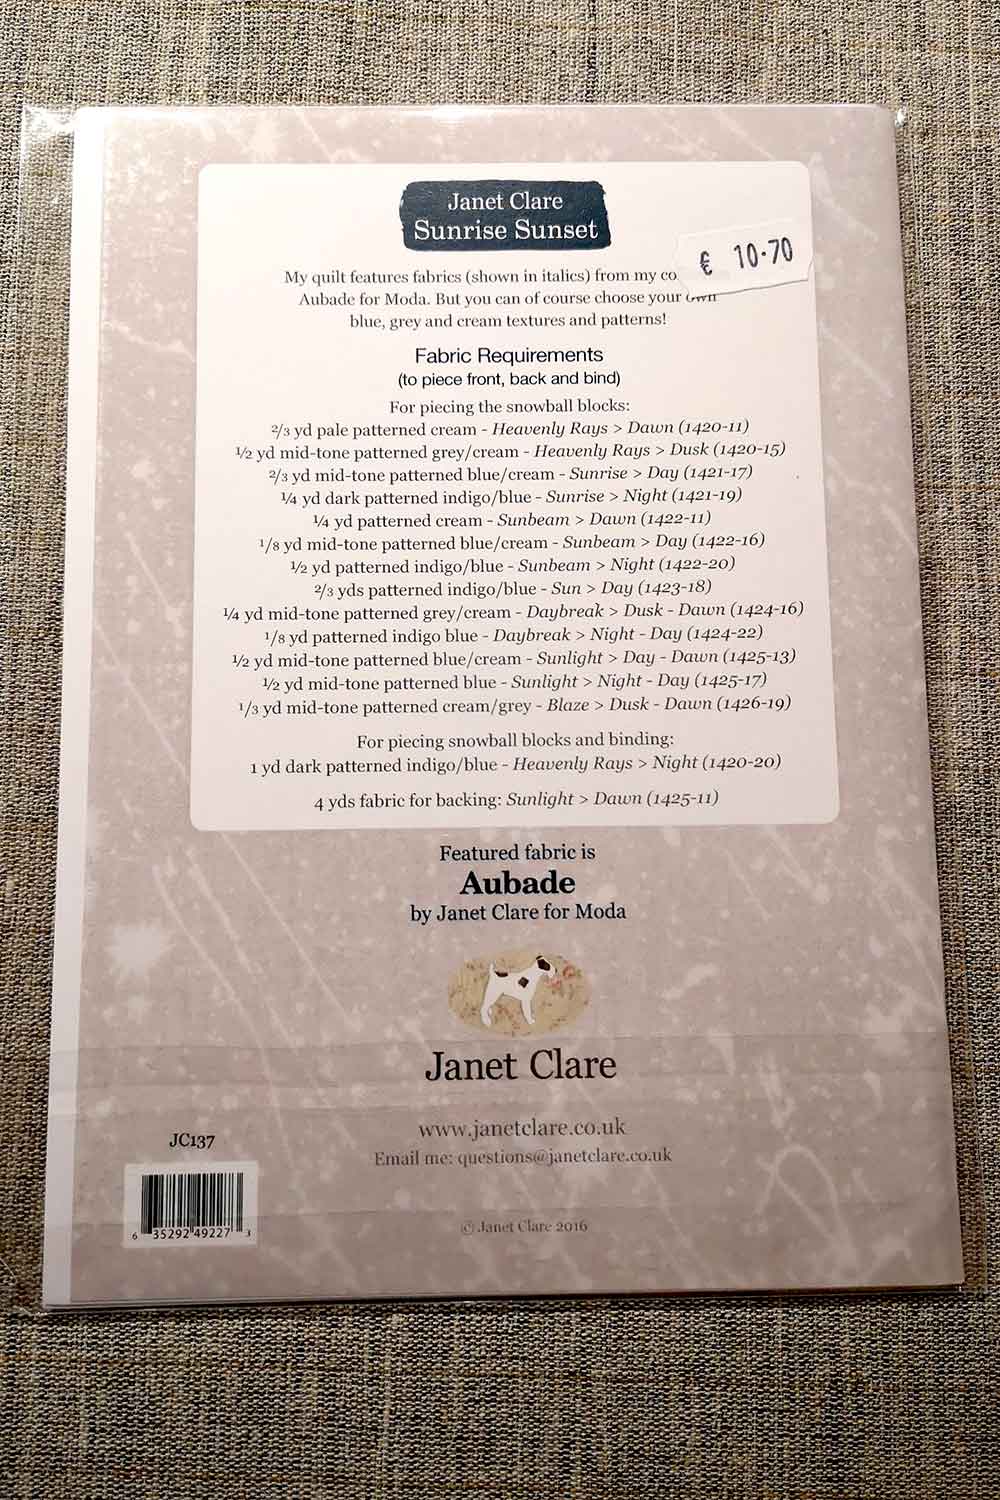 Janet Clare
Sunrise Sunset
€ 10.70
My quilt features fabrics (shown in italics) from my
Aubade for Moda. But you can of course choose your own
blue, grey and cream textures and patterns!
Fabric Requirements
(to piece front, back and bind)
For piecing the snowball blocks:
2/3 yd pale patterned cream - Heavenly Rays > Dawn (1420-11)
1/2 yd mid-tone patterned grey/cream - Heavenly Rays > Dusk (1420-15)
2/3 yd mid-tone patterned blue/cream - Sunrise > Day (1421-17)
1/4 yd dark patterned indigo/blue - Sunrise > Night (1421-19)
1/4 yd patterned cream - Sunbeam > Dawn (1422-11)
1/8 yd mid-tone patterned blue/cream - Sunbeam > Day (1422-16)
1/2 yd patterned indigo/blue - Sunbeam > Night (1422-20)
2/3 yds patterned indigo/blue - Sun > Day (1423-18)
1/4 yd mid-tone patterned grey/cream - Daybreak > Dusk - Dawn (1424-16)
1/8 yd patterned indigo blue - Daybreak > Night - Day (1424-22)
1/2 yd mid-tone patterned blue/cream - Sunlight > Day - Dawn (1425-13)
1/2 yd mid-tone patterned blue - Sunlight > Night - Day (1425-17)
1/3 yd mid-tone patterned cream/grey - Blaze > Dusk - Dawn (1426-19)
For piecing snowball blocks and binding:
1 yd dark patterned indigo/blue - Heavenly Rays > Night (1420-20)
4 yds fabric for backing: Sunlight > Dawn (1425-11)
Featured fabric is
Aubade
by Janet Clare for Moda
Janet Clare
www.janetclare.co.uk
Email me: questions@janetclare.co.uk
JC137
6 35292 49227 3
© Janet Clare 2016